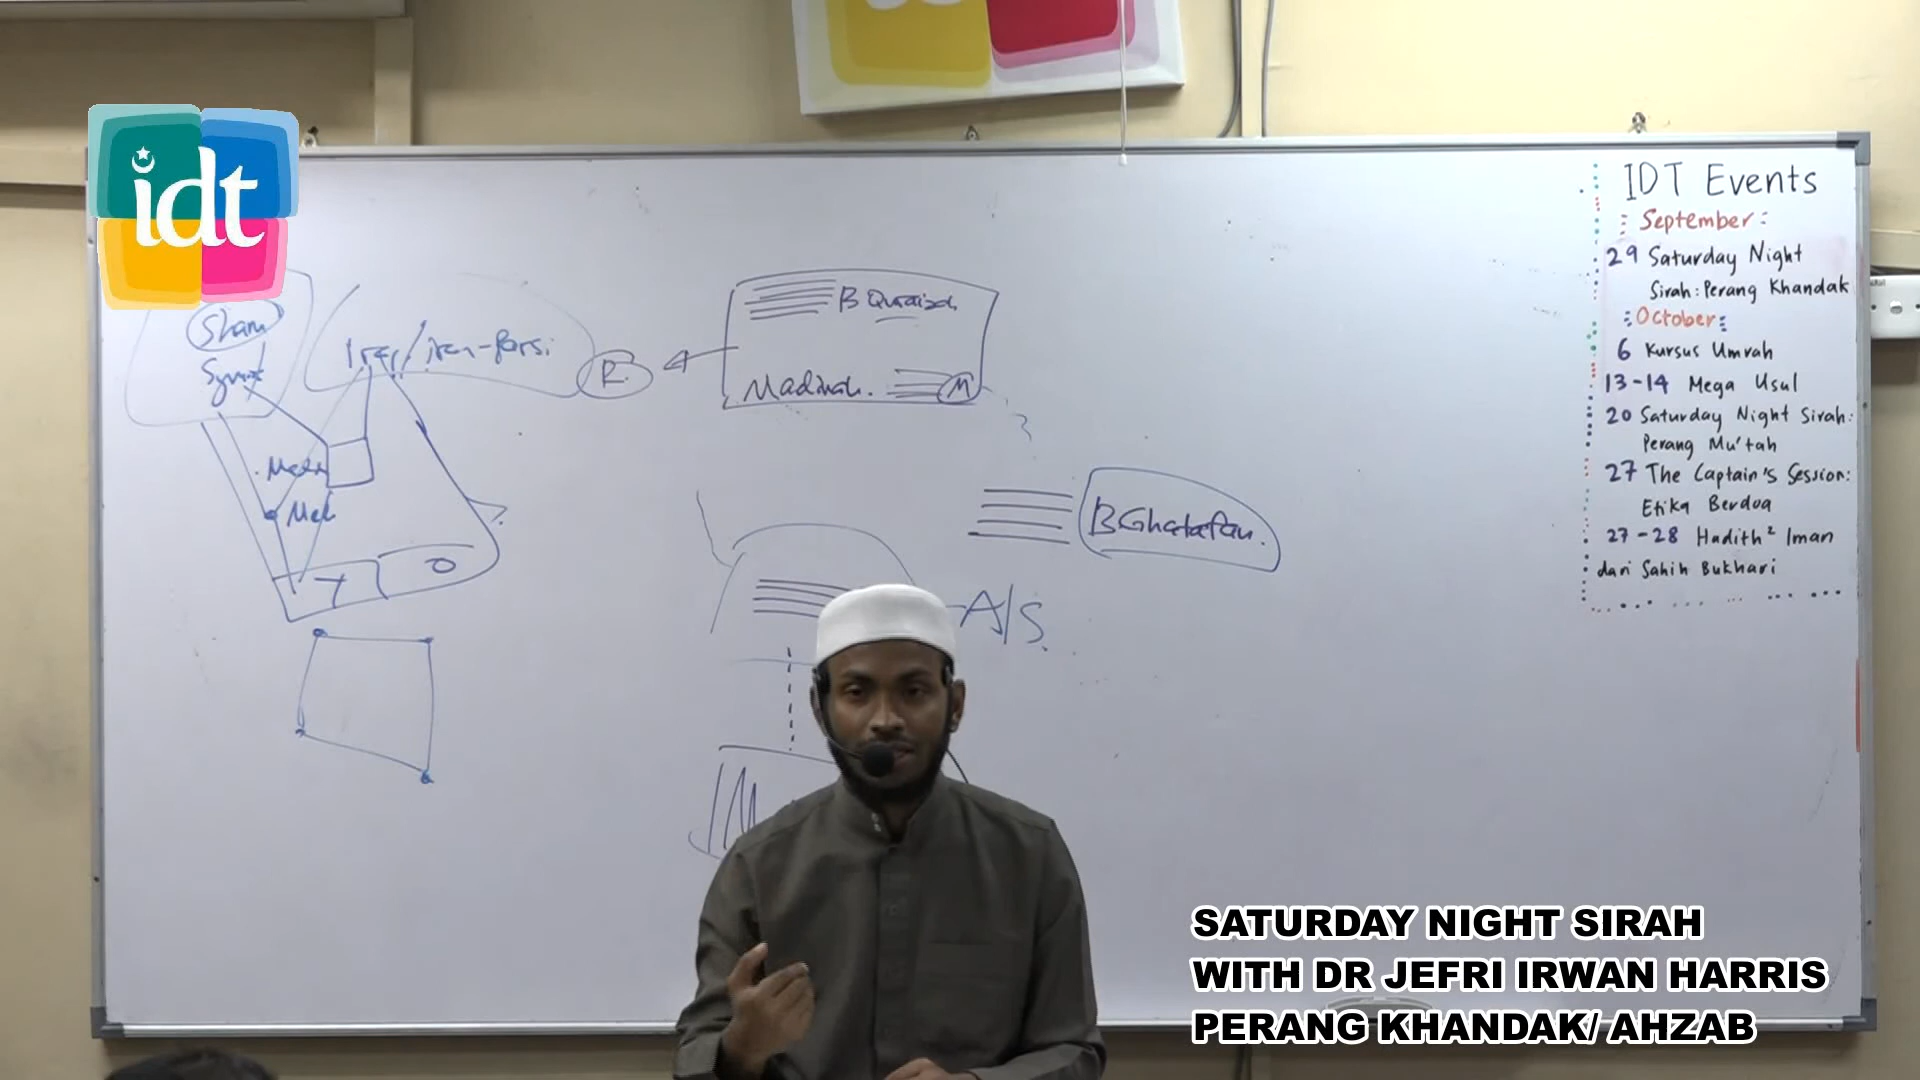 idt
Sham
Iraq/iran-parsi
R.
B Quraizah
Madinah.
M
B Ghatafan.
A/S.
Y
O
IDT Events
September:
29 Saturday Night
Sirah: Perang Khandak
October:
6 Kursus Umrah
13-14 Mega Usul
20 Saturday Night Sirah:
Perang Mu'tah
27 The Captain's Session:
Etika Berdoa
27-28 Hadith² Iman
dari Sahih Bukhari
SATURDAY NIGHT SIRAH
WITH DR JEFRI IRWAN HARRIS
PERANG KHANDAK/ AHZAB